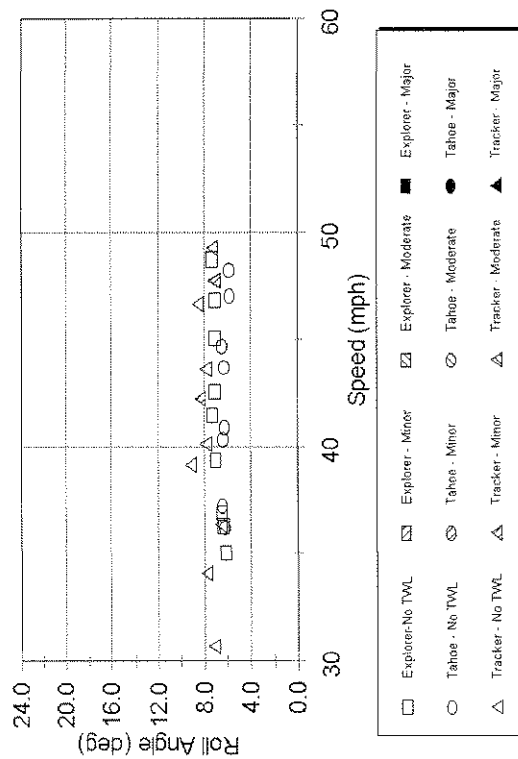 24.0
20.0
16.0
12.0
8.0
4.0
0.0
Roll Angle (deg)
30
40
50
60
Speed (mph)
Explorer-No TWL
Explorer - Minor
Explorer - Moderate
Explorer - Major
Tahoe - No TWL
Tahoe - Minor
Tahoe - Moderate
Tahoe - Major
Tracker - No TWL
Tracker - Minor
Tracker - Moderate
Tracker - Major